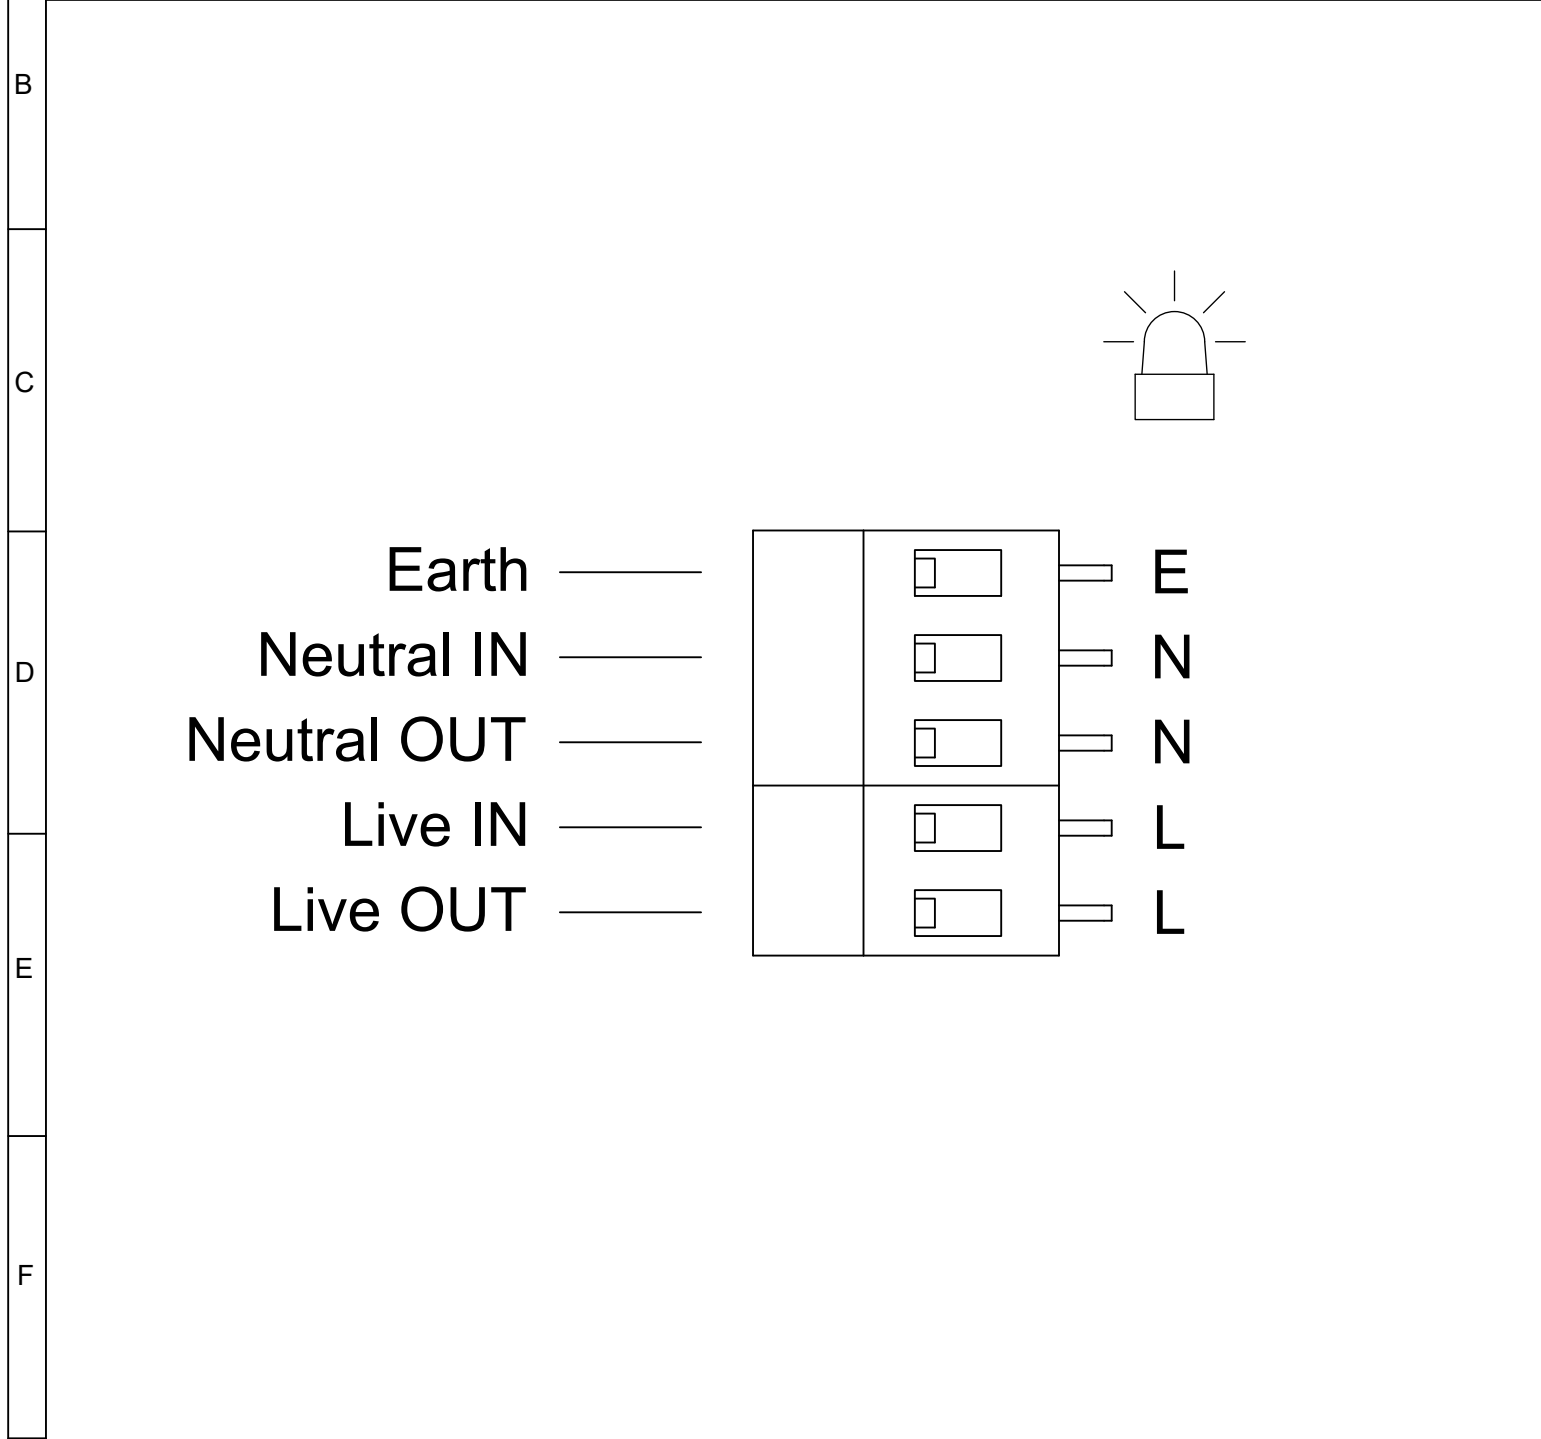 B
C
Earth E
Neutral IN N
D
Neutral OUT N
Live IN L
Live OUT L
E
F